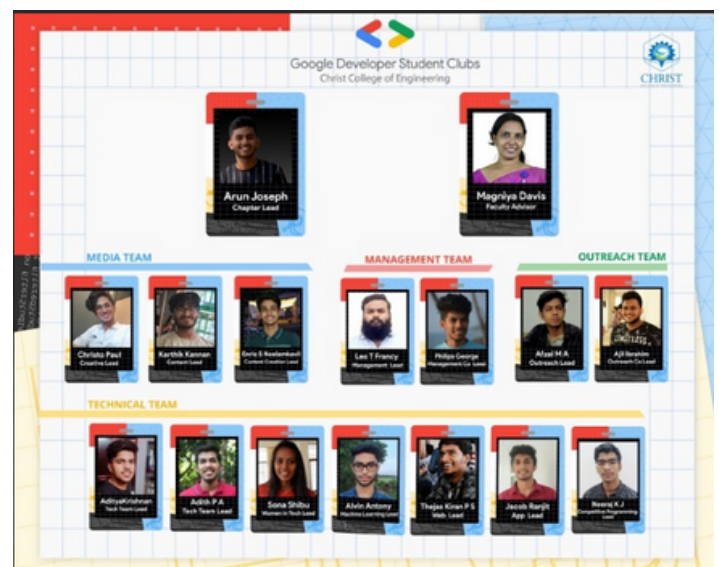 Google Developer Student Clubs
Christ College of Engineering
CHRIST
Arun Joseph
Chapter Lead
Magniya Davis
Faculty Advisor
MEDIA TEAM
MANAGEMENT TEAM
OUTREACH TEAM
Christo Paul
Creative Lead
Karthik Kannan
Content Lead
Content Creation Lead
Leo T Francy
Management Lead
Philips George
Management Co Lead
Afzal M A
Outreach Lead
Ajil Ibrahim
Outreach Co Lead
TECHNICAL TEAM
AdityaKrishnan
Tech Team Lead
Adith P A
Tech Team Lead
Sona Shibu
Women in Tech Lead
Alvin Antony
Machine Learning Lead
Thejas Kiran P S
Web Lead
Jacob Ranjit
App Lead
Neeraj K J
Competitive Programming
Lead